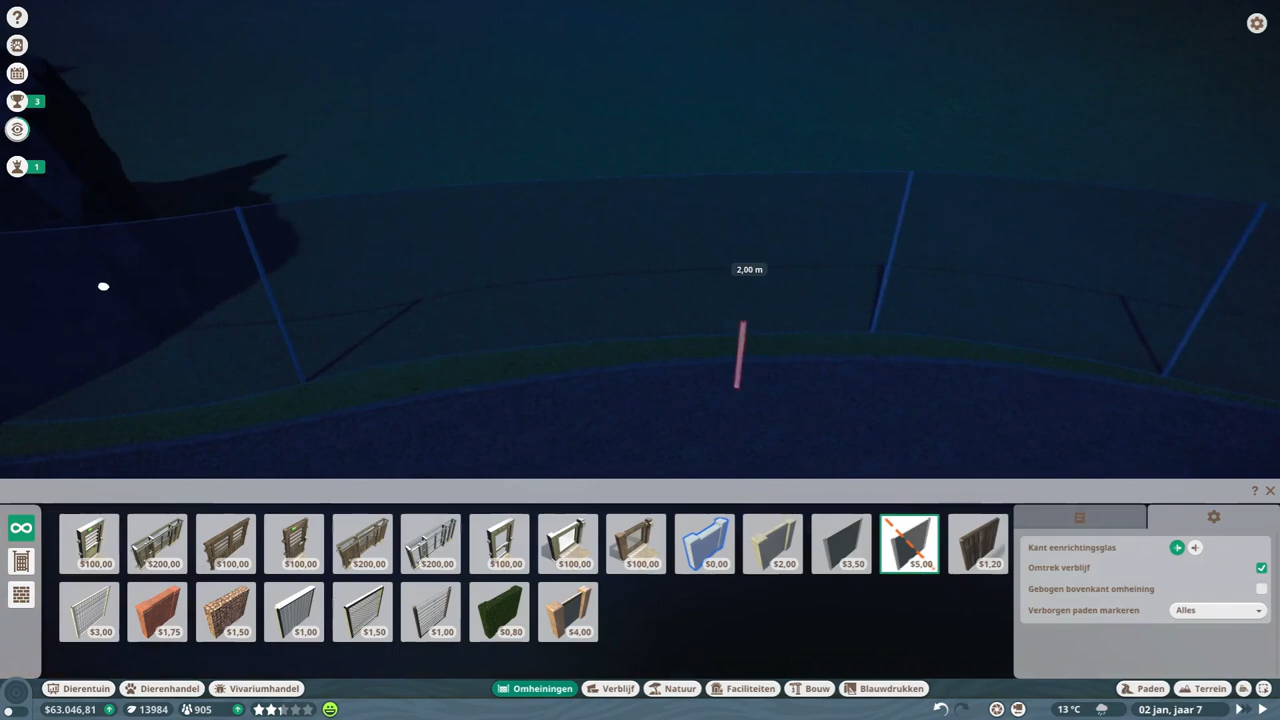 ?
3
1
2,00 m
? ×
$100,00 $200,00 $100,00 $100,00 $200,00 $200,00 $100,00 $100,00 $100,00 $0,00 $2,00 $3,50 $5,00 $1,20
$3,00 $1,75 $1,50 $1,00 $1,50 $1,00 $0,80 $4,00
Kant eenrichtingsglas
Omtrek verblijf
Gebogen bovenkant omheining
Verborgen paden markeren Alles
Dierentuin Dierenhandel Vivariumhandel Omheiningen Verblijf Natuur Faciliteiten Bouw Blauwdrukken Paden Terrein
$63.046,81 13984 905 13 °C 02 jan, jaar 7